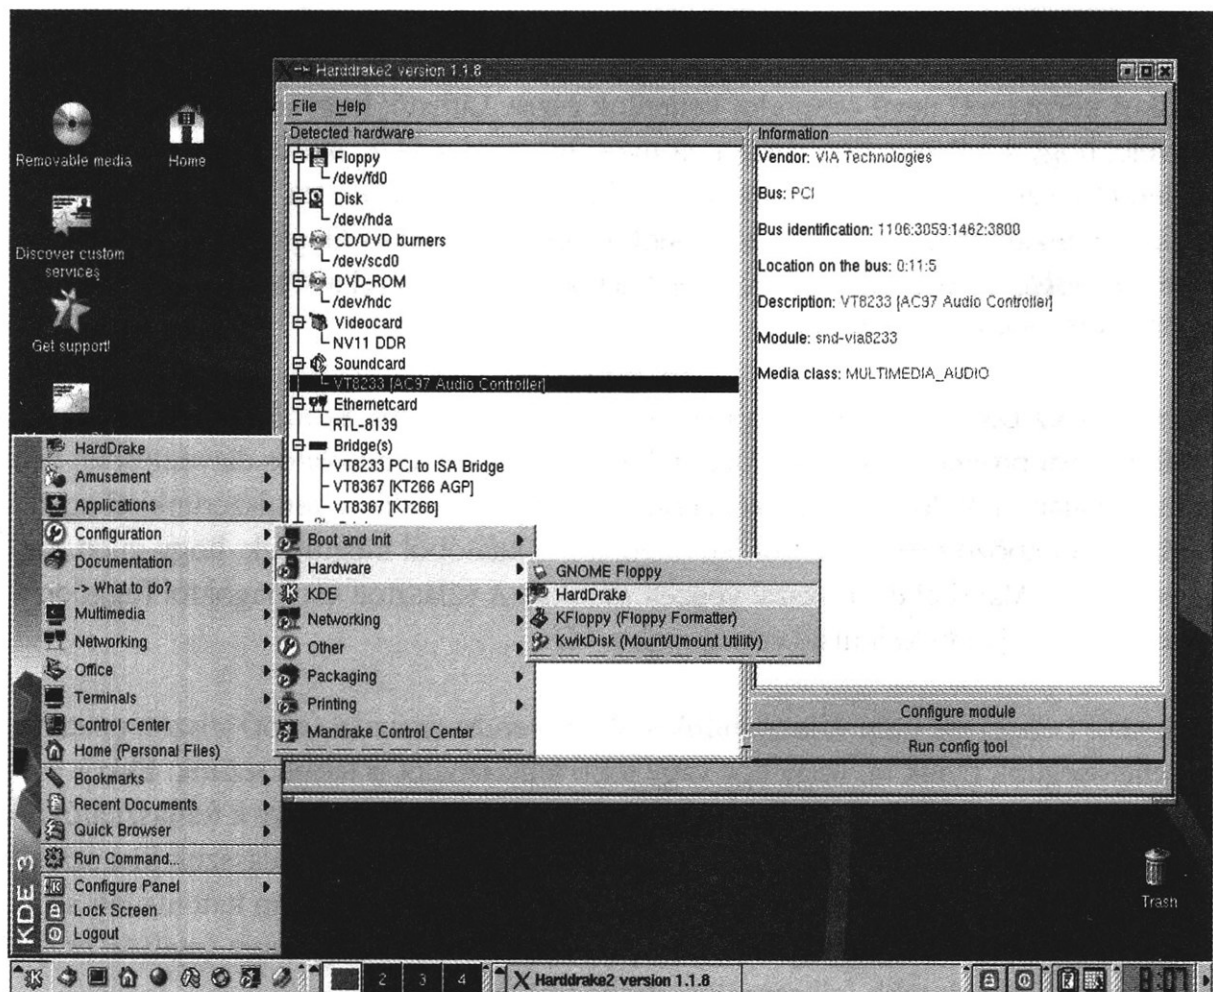 Harddrake2 version 1.1.8
File Help
Removable media
Home
Discover custom
services
Get support!
Detected hardware
Floppy
/dev/fd0
Disk
/dev/hda
CD/DVD burners
/dev/scd0
DVD-ROM
/dev/hdc
Videocard
NV11 DDR
Soundcard
VT8233 [AC97 Audio Controller]
Ethernetcard
RTL-8139
Bridge(s)
VT8233 PCI to ISA Bridge
VT8367 [KT266 AGP]
VT8367 [KT266]
Information
Vendor: VIA Technologies
Bus: PCI
Bus identification: 1106:3059:1462:3800
Location on the bus: 0:11:5
Description: VT8233 [AC97 Audio Controller]
Module: snd-via8233
Media class: MULTIMEDIA_AUDIO
Configure module
Run config tool
HardDrake
Amusement
Applications
Configuration
Documentation
-> What to do?
Multimedia
Networking
Office
Terminals
Control Center
Home (Personal Files)
Bookmarks
Recent Documents
Quick Browser
Run Command...
Configure Panel
Lock Screen
Logout
KDE 3
Boot and Init
Hardware
KDE
Networking
Other
Packaging
Printing
Mandrake Control Center
GNOME Floppy
HardDrake
KFloppy (Floppy Formatter)
KwikDisk (Mount/Umount Utility)
Trash
2 3 4
Harddrake2 version 1.1.8